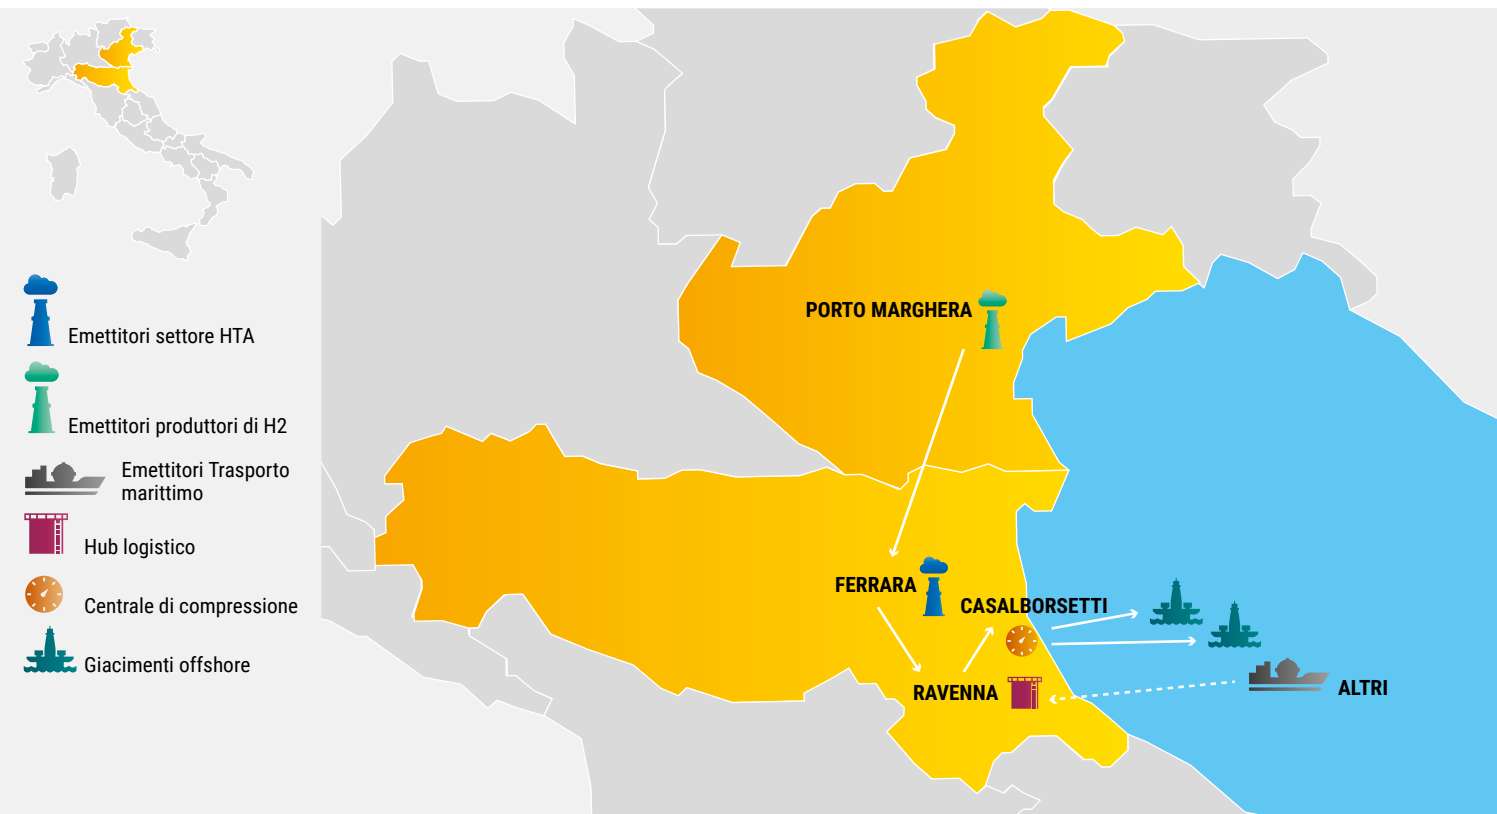 Emettitori settore HTA
Emettitori produttori di H2
Emettitori Trasporto
marittimo
Hub logistico
Centrale di compressione
Giacimenti offshore
PORTO MARGHERA
FERRARA
CASALBORSETTI
RAVENNA
ALTRI